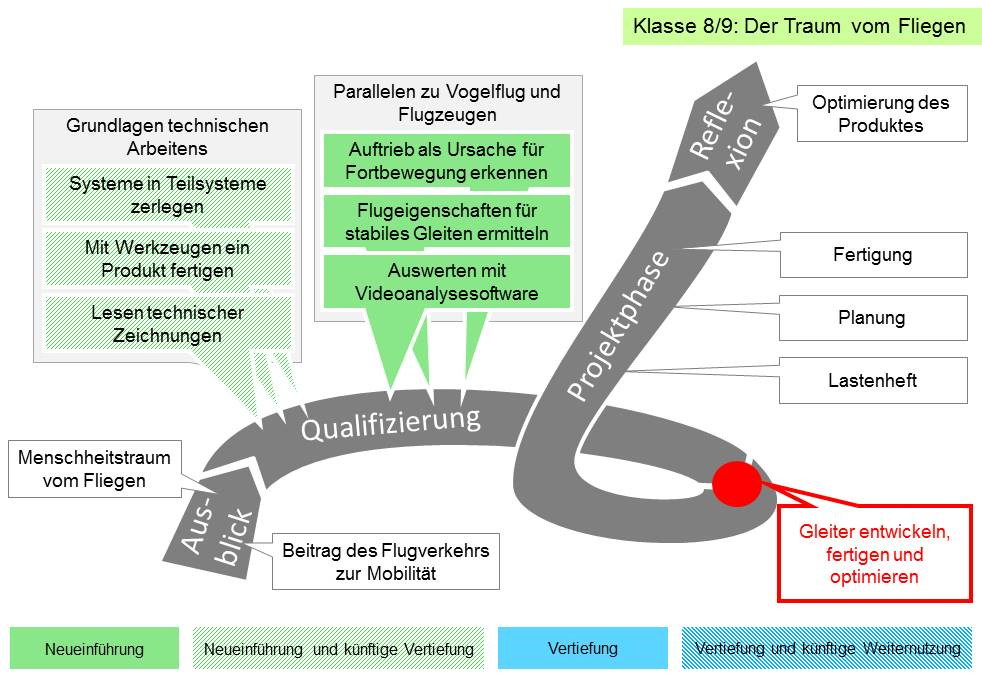 Klasse 8/9: Der Traum vom Fliegen
Grundlagen technischen
Arbeitens
Systeme in Teilsysteme
zerlegen
Mit Werkzeugen ein
Produkt fertigen
Lesen technischer
Zeichnungen
Parallelen zu Vogelflug und
Flugzeugen
Auftrieb als Ursache für
Fortbewegung erkennen
Flugeigenschaften für
stabiles Gleiten ermitteln
Auswerten mit
Videoanalysesoftware
Refle-
xion
Optimierung des
Produktes
Projektphase
Fertigung
Planung
Lastenheft
Qualifizierung
Menschheitstraum
vom Fliegen
Aus-
blick
Beitrag des Flugverkehrs
zur Mobilität
Gleiter entwickeln,
fertigen und
optimieren
Neueinführung
Neueinführung und künftige Vertiefung
Vertiefung
Vertiefung und künftige Weiternutzung